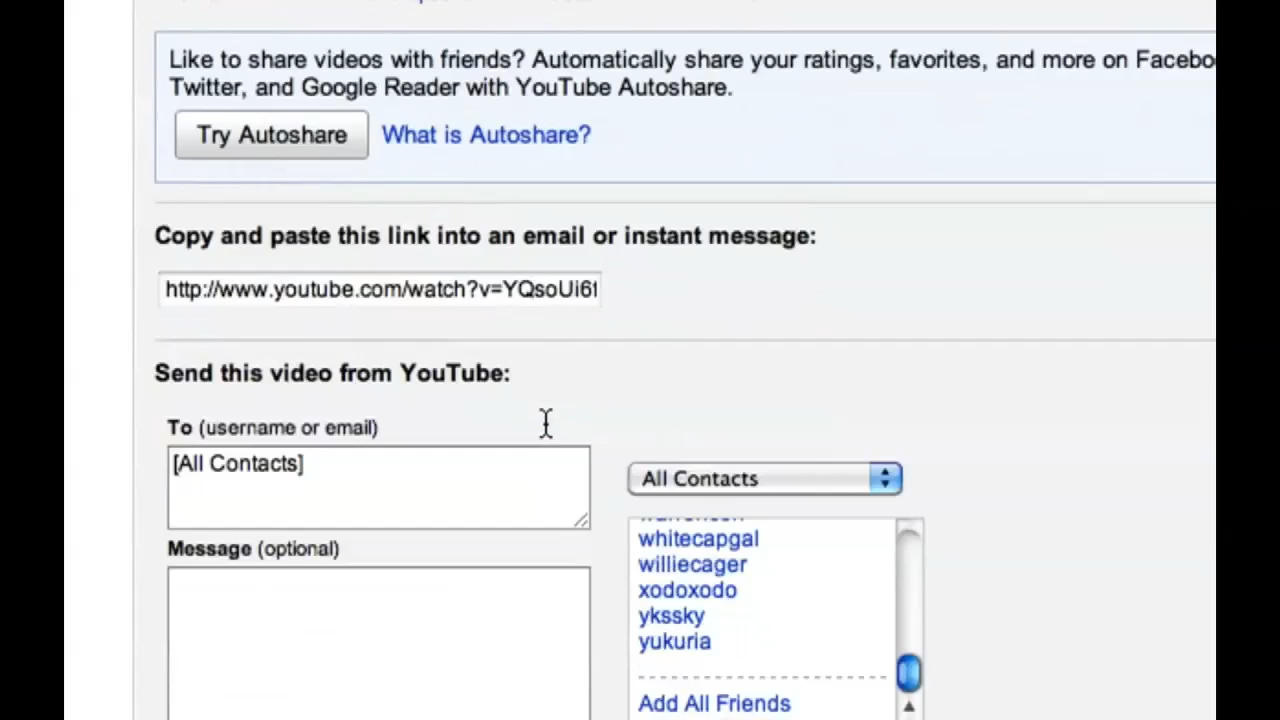 Like to share videos with friends? Automatically share your ratings, favorites, and more on Facebo
Twitter, and Google Reader with YouTube Autoshare.
Try Autoshare What is Autoshare?
Copy and paste this link into an email or instant message:
http://www.youtube.com/watch?v=YQsoUi6
Send this video from YouTube:
To (username or email)
[All Contacts]
All Contacts
whitecapgal
williecager
xodoxodo
ykssky
yukuria
Add All Friends
Message (optional)